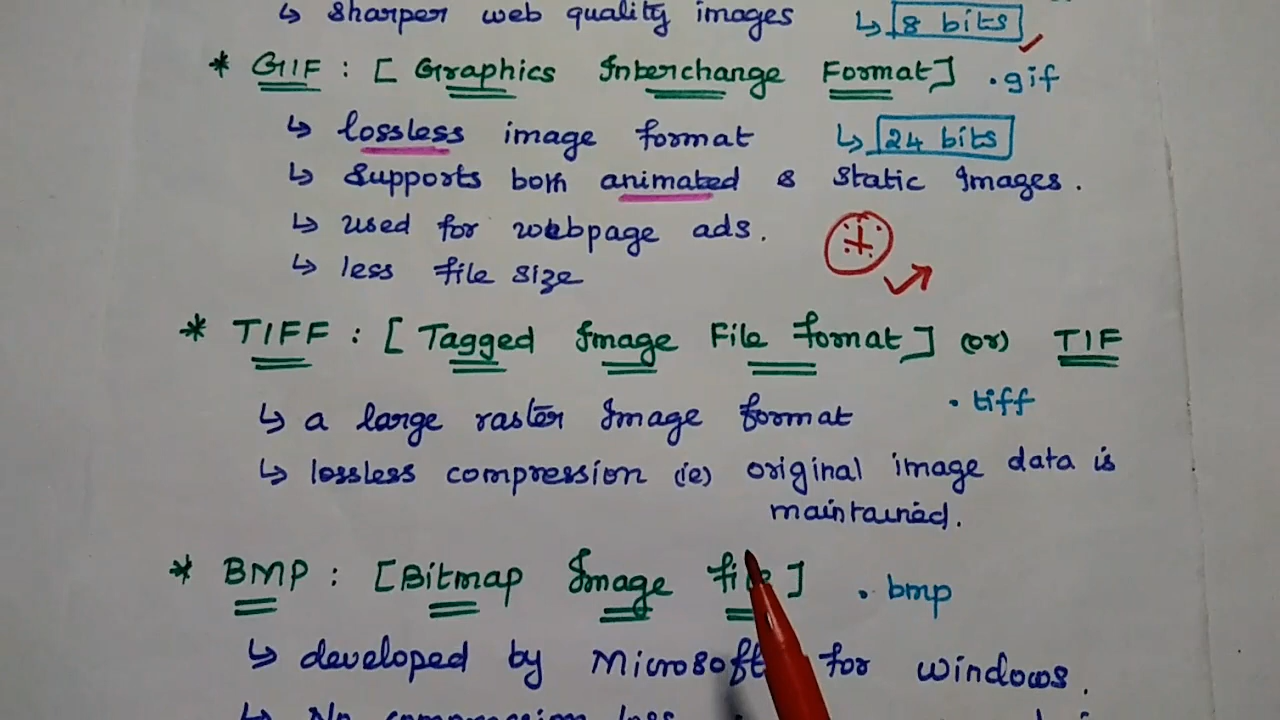 ↳ sharper web quality images ↳ 8 bits
* GIF : [ Graphics Interchange Format] .gif
↳ lossless image format ↳ 24 bits
↳ Supports both animated & Static Images.
↳ used for webpage ads.
↳ less file size
* TIFF : [ Tagged Image File format] (or) TIF
↳ a large raster Image format .tiff
↳ lossless compression (ie) original image data is
maintained.
* BMP : [Bitmap Image file] .bmp
↳ developed by Microsoft for windows.
↳ No compression loss